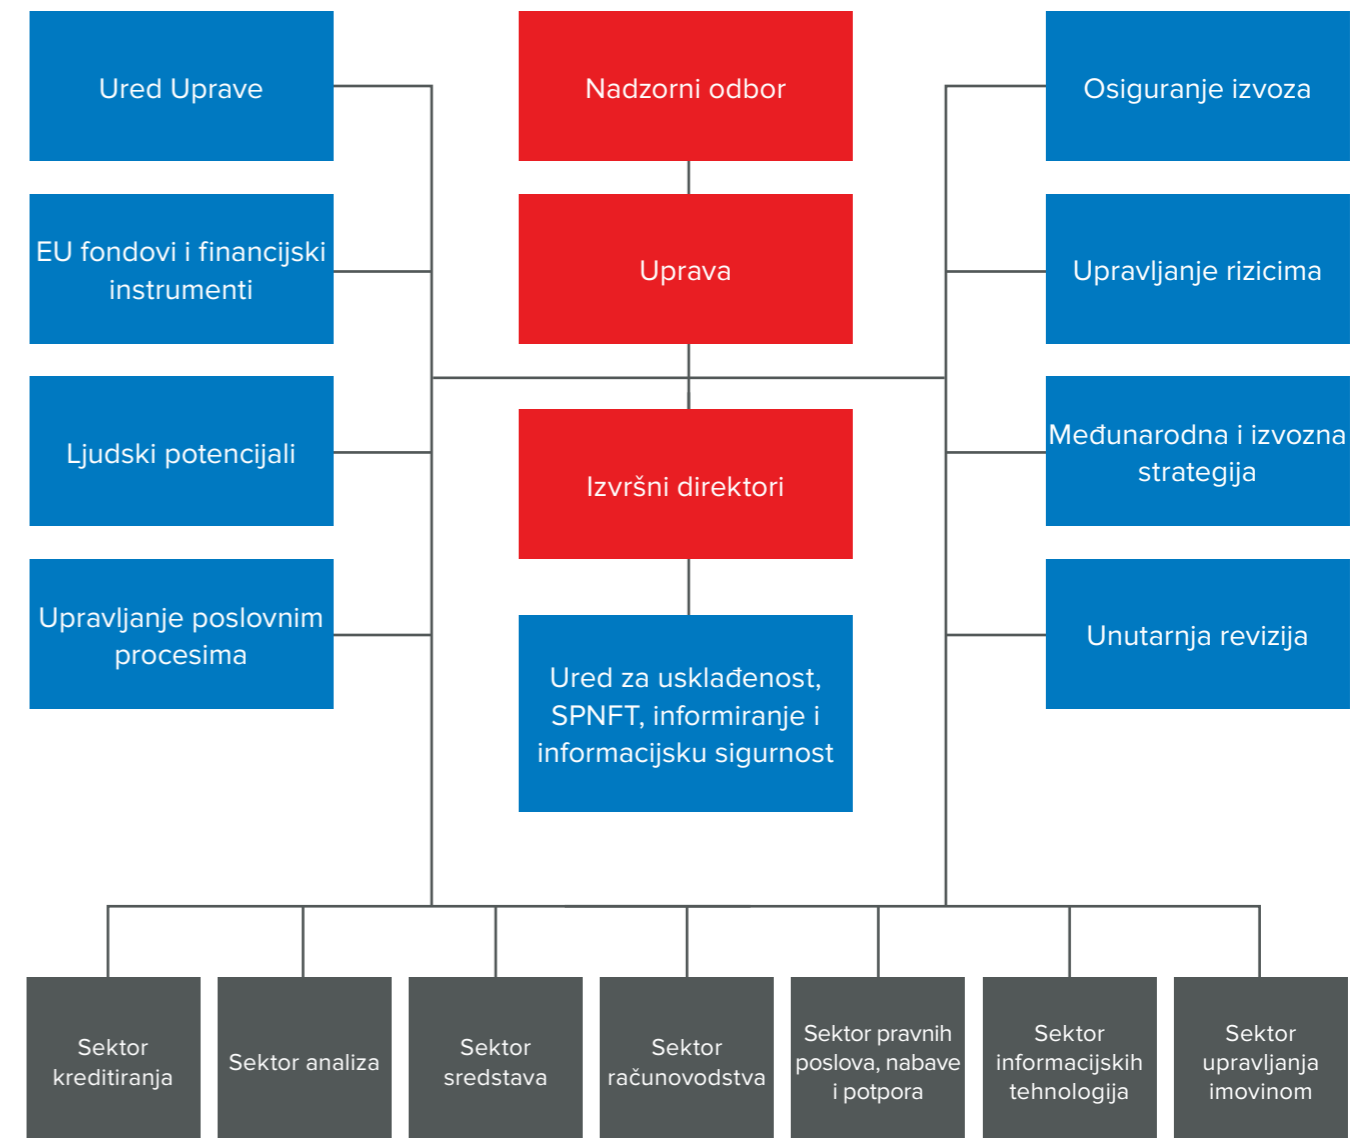 Ured Uprave
Nadzorni odbor
Osiguranje izvoza
EU fondovi i financijski
instrumenti
Uprava
Upravljanje rizicima
Ljudski potencijali
Izvršni direktori
Međunarodna i izvozna
strategija
Upravljanje poslovnim
procesima
Ured za usklađenost,
SPNFT, informiranje i
informacijsku sigurnost
Unutarnja revizija
Sektor
kreditiranja
Sektor analiza
Sektor
sredstava
Sektor
računovodstva
Sektor pravnih
poslova, nabave
i potpora
Sektor
informacijskih
tehnologija
Sektor
upravljanja
imovinom